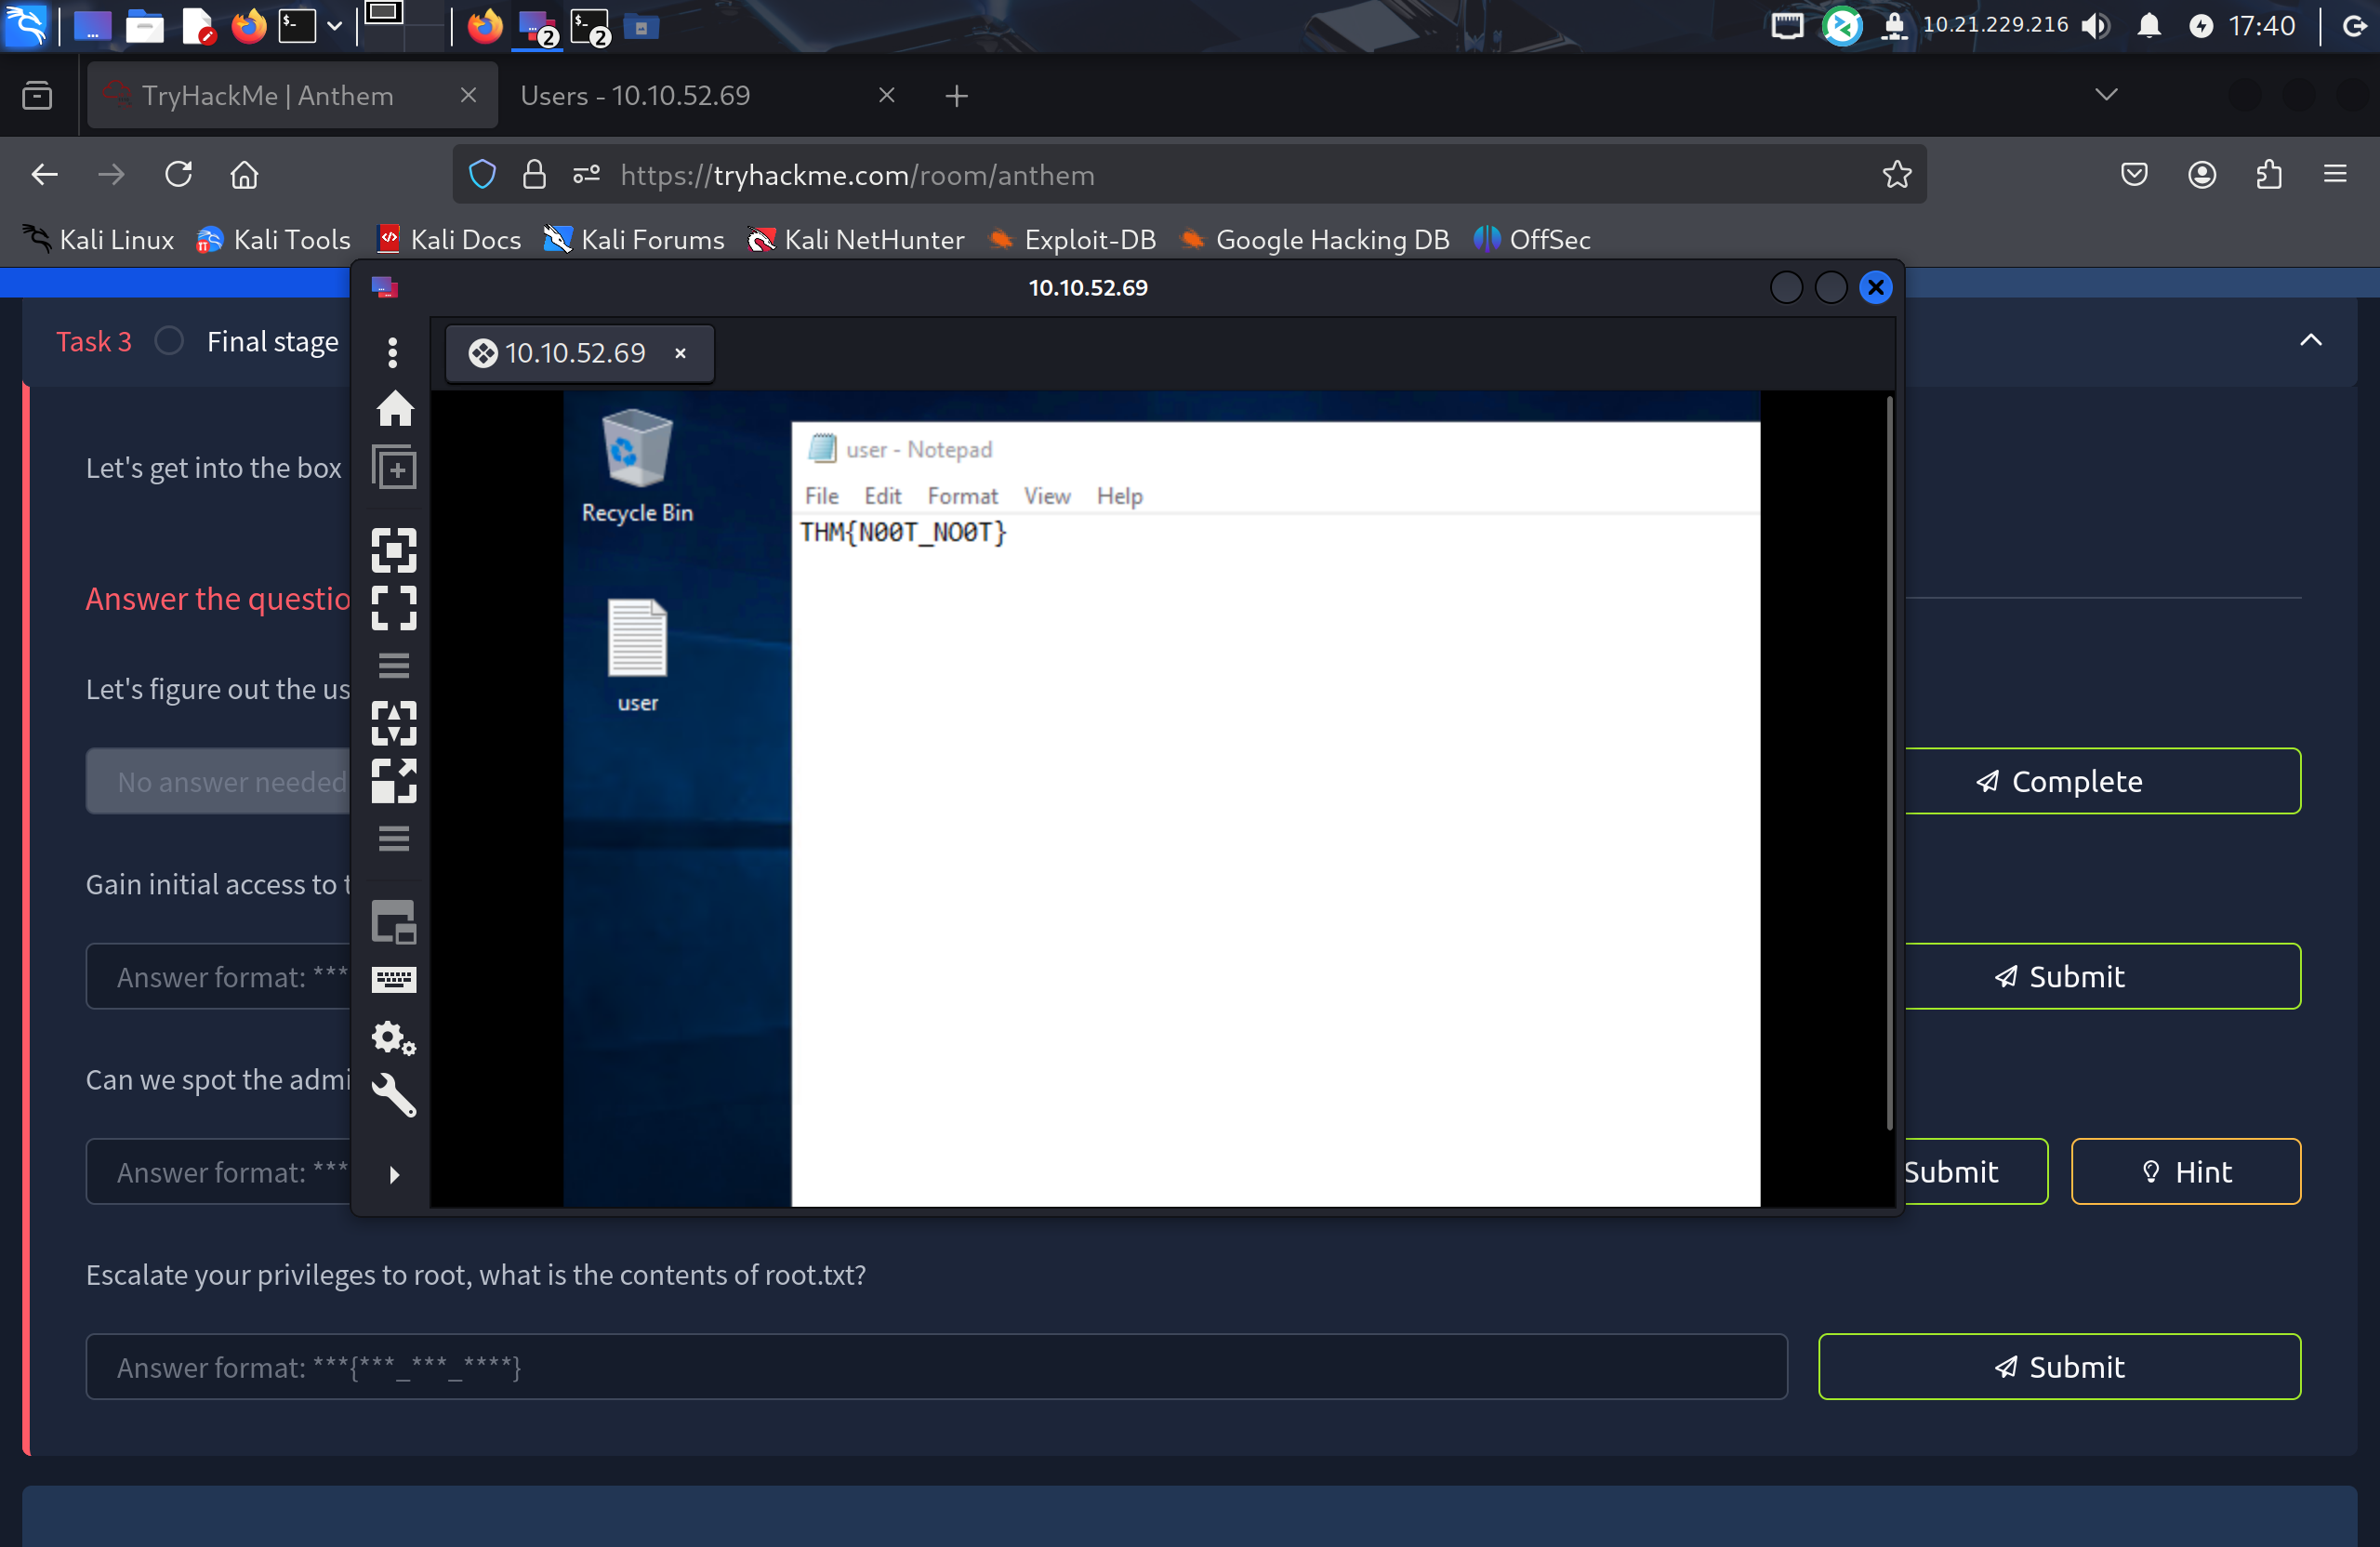 10.21.229.216
17:40
TryHackMe | Anthem
Users - 10.10.52.69
https://tryhackme.com/room/anthem
Kali Linux
Kali Tools
Kali Docs
Kali Forums
Kali NetHunter
Exploit-DB
Google Hacking DB
OffSec
10.10.52.69
Task 3
Final stage
10.10.52.69
Let's get into the box
user - Notepad
File Edit Format View Help
Recycle Bin
THM{N00T_NO0T}
Answer the questio
Let's figure out the us
user
No answer needed
Complete
Gain initial access to t
Answer format: ***
Submit
Can we spot the admi
Answer format: ***
Submit
Hint
Escalate your privileges to root, what is the contents of root.txt?
Answer format: ***{***_***_****}
Submit